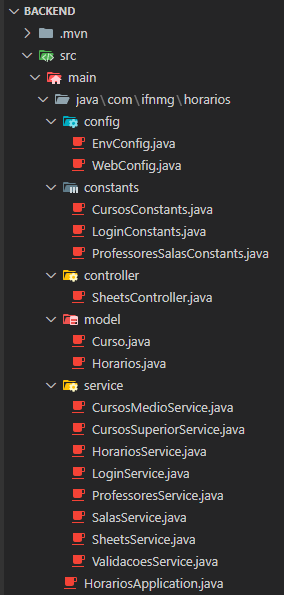 BACKEND
.mvn
src
main
java\com\ifnmg\horarios
config
EnvConfig.java
WebConfig.java
constants
CursosConstants.java
LoginConstants.java
ProfessoresSalasConstants.java
controller
SheetsController.java
model
Curso.java
Horarios.java
service
CursosMedioService.java
CursosSuperiorService.java
HorariosService.java
LoginService.java
ProfessoresService.java
SalasService.java
SheetsService.java
ValidacoesService.java
HorariosApplication.java